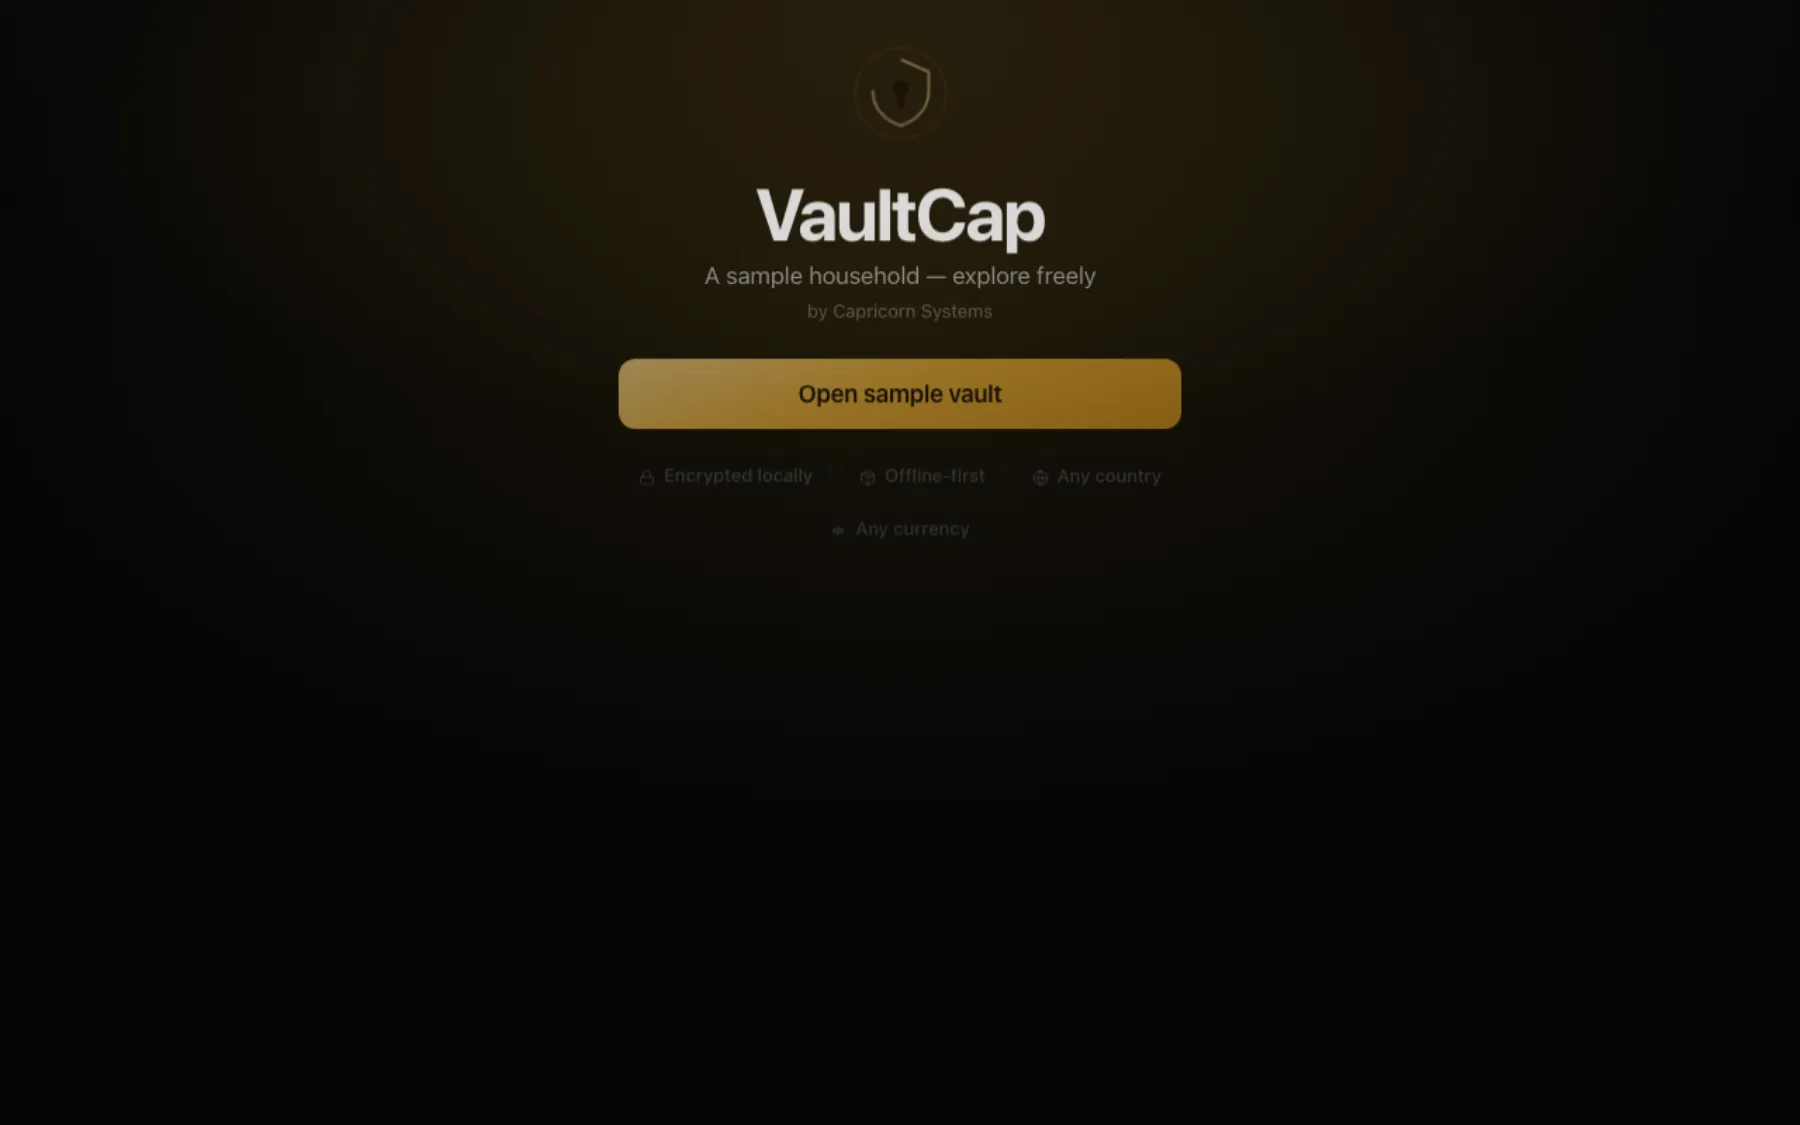 VaultCap
A sample household — explore freely
by Capricorn Systems
Open sample vault
Encrypted locally
Offline-first
Any country
Any currency